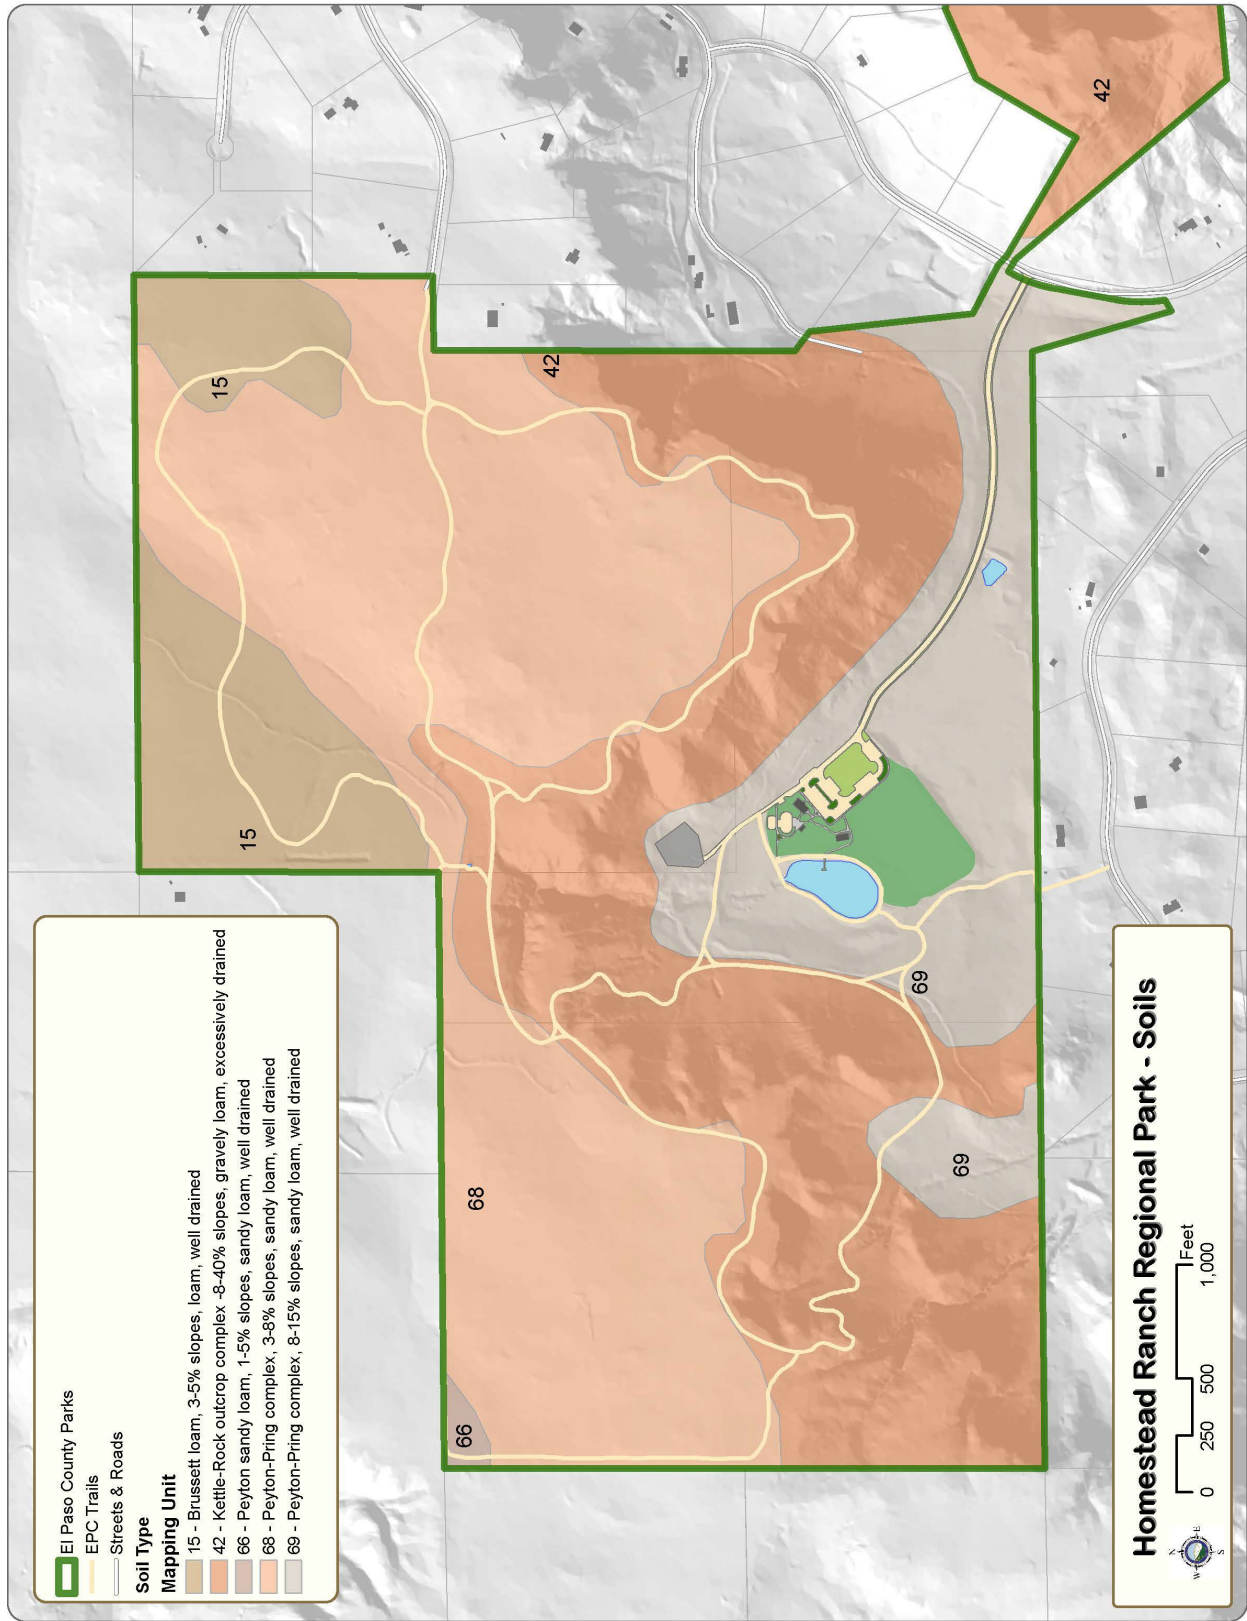 El Paso County Parks
EPC Trails
Streets & Roads
Soil Type
Mapping Unit
15 - Brussett loam, 3-5% slopes, loam, well drained
42 - Kettle-Rock outcrop complex -8-40% slopes, gravely loam, excessively drained
66 - Peyton sandy loam, 1-5% slopes, sandy loam, well drained
68 - Peyton-Pring complex, 3-8% slopes, sandy loam, well drained
69 - Peyton-Pring complex, 8-15% slopes, sandy loam, well drained
15
15
42
42
66
68
69
69
Homestead Ranch Regional Park - Soils
N
W E
S
0 250 500 1,000
Feet